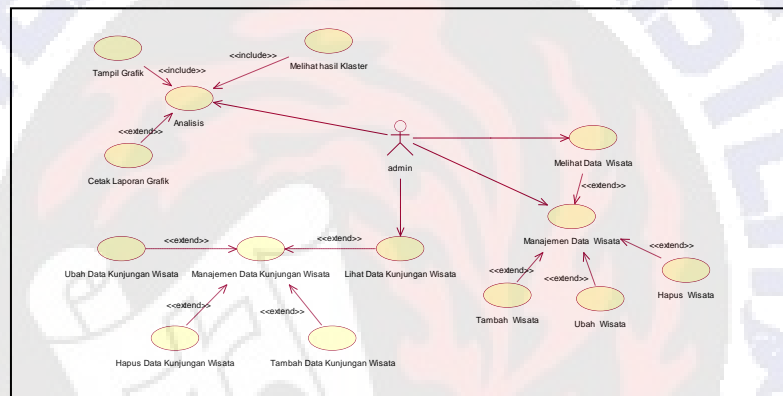 <<include>>
Tampil Grafik
<<include>>
Melihat hasil Klaster
Analisis
<<extend>>
Cetak Laporan Grafik
admin
Melihat Data Wisata
<<extend>>
Manajemen Data Wisata
<<extend>>
Hapus Wisata
<<extend>>
Tambah Wisata
<<extend>>
Ubah Wisata
<<extend>>
Ubah Data Kunjungan Wisata
Manajemen Data Kunjungan Wisata
<<extend>>
Lihat Data Kunjungan Wisata
<<extend>>
Hapus Data Kunjungan Wisata
<<extend>>
Tambah Data Kunjungan Wisata